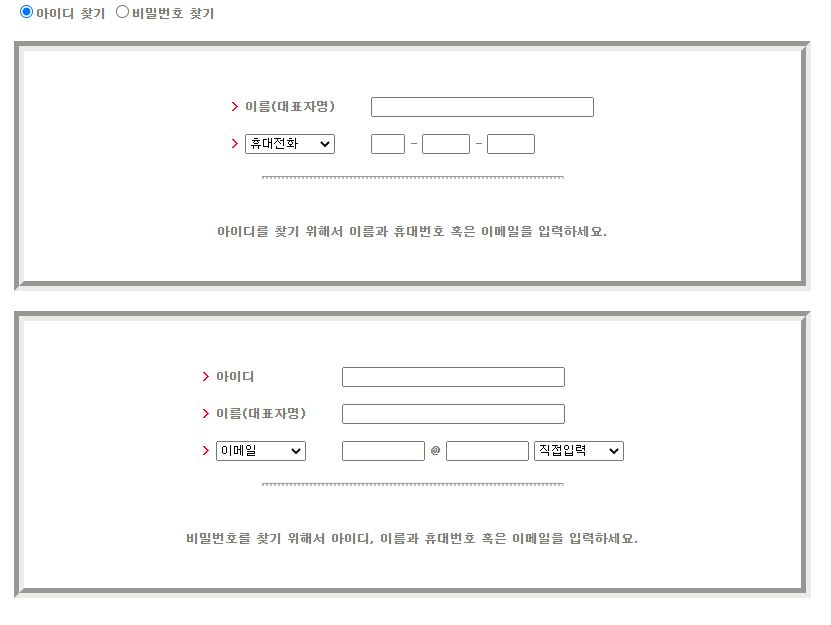 아이디 찾기 비밀번호 찾기
> 이름(대표자명)
> 휴대전화 - -
아이디를 찾기 위해서 이름과 휴대번호 혹은 이메일을 입력하세요.
> 아이디
> 이름(대표자명)
> 이메일 @ 직접입력
비밀번호를 찾기 위해서 아이디, 이름과 휴대번호 혹은 이메일을 입력하세요.